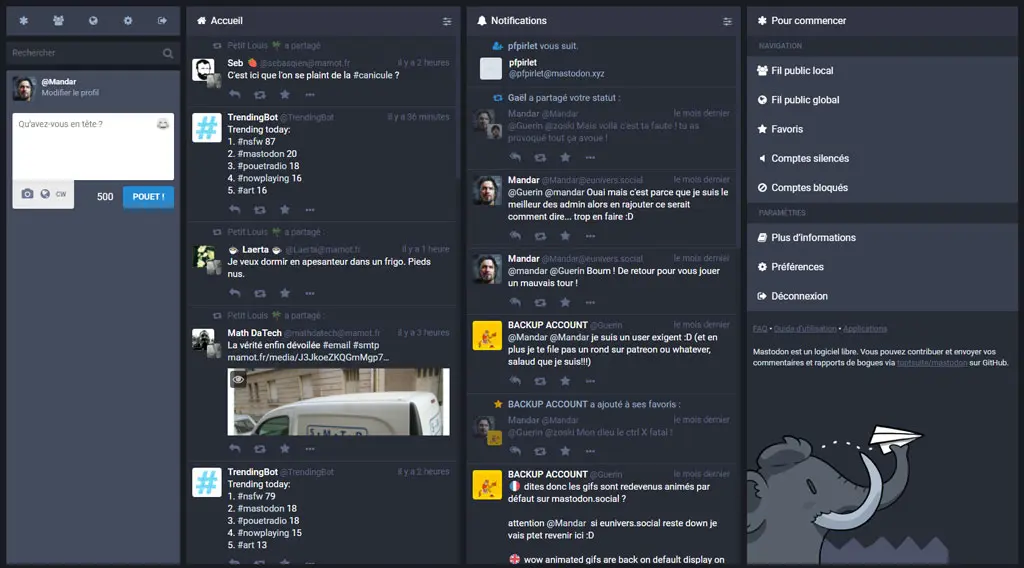 Rechercher
@Mandar
Modifier le profil
Qu'avez-vous en tête ?
CW
500
POUET !
Accueil
Petit Louis 🌴 a partagé
Seb 🍓 @sebasqien@mamot.fr
il y a 2 heures
C'est ici que l'on se plaint de la #canicule ?
TrendingBot @TrendingBot
il y a 36 minutes
Trending today:
1. #nsfw 87
2. #mastodon 20
3. #pouetradio 18
4. #nowplaying 16
5. #art 16
Petit Louis 🌴 a partagé :
Laerta @Laerta@mamot.fr
il y a 1 heure
Je veux dormir en apesanteur dans un frigo. Pieds
nus.
Petit Louis 🌴 a partagé :
Math DaTech @mathdatech@mamot.fr
il y a 3 heures
La vérité enfin dévoilée #email #smtp
mamot.fr/media/J3JkoeZKQGmMgp7…
SMTP
TrendingBot @TrendingBot
il y a 2 heures
Trending today:
1. #nsfw 79
2. #mastodon 18
3. #pouetradio 18
4. #nowplaying 15
5. #art 13
Notifications
pfpirlet vous suit.
pfpirlet
@pfpirlet@mastodon.xyz
Gaël a partagé votre statut :
Mandar @Mandar
le mois dernier
@Guerin @zoski Mais voilà c'est ta faute ! tu as
provoqué tout ça avoue !
Mandar @Mandar@eunivers.social
le mois dernier
@Guerin @mandar Ouai mais c'est parce que je suis le
meilleur des admin alors en rajouter ce serait
comment dire... trop en faire :D
Mandar @Mandar@eunivers.social
le mois dernier
@mandar @Guerin Boum ! De retour pour vous jouer
un mauvais tour !
BACKUP ACCOUNT @Guerin
le mois dernier
@Mandar @Mandar je suis un user exigent :D (et en
plus je te file pas un rond sur patreon ou whatever,
salaud que je suis!!!)
BACKUP ACCOUNT a ajouté à ses favoris :
Mandar @Mandar
le mois dernier
@Guerin @zoski Mon dieu le ctrl X fatal !
BACKUP ACCOUNT @Guerin
le mois dernier
🇫🇷 dites donc les gifs sont redevenus animés par
défaut sur mastodon.social ?
attention @Mandar si eunivers.social reste down je
vais ptet revenir ici :D
🇬🇧 wow animated gifs are back on default display on
Pour commencer
NAVIGATION
Fil public local
Fil public global
Favoris
Comptes silencés
Comptes bloqués
PARAMÈTRES
Plus d'informations
Préférences
Déconnexion
FAQ • Guide d'utilisation • Applications
Mastodon est un logiciel libre. Vous pouvez contribuer et envoyer vos
commentaires et rapports de bogues via tootsuite/mastodon sur GitHub.